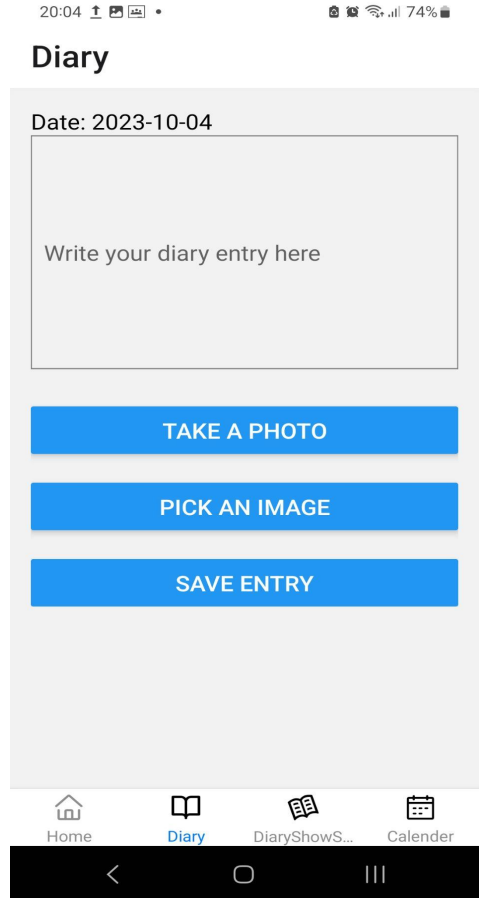 20:04 74%
Diary
Date: 2023-10-04
Write your diary entry here
TAKE A PHOTO
PICK AN IMAGE
SAVE ENTRY
Home Diary DiaryShowS... Calender